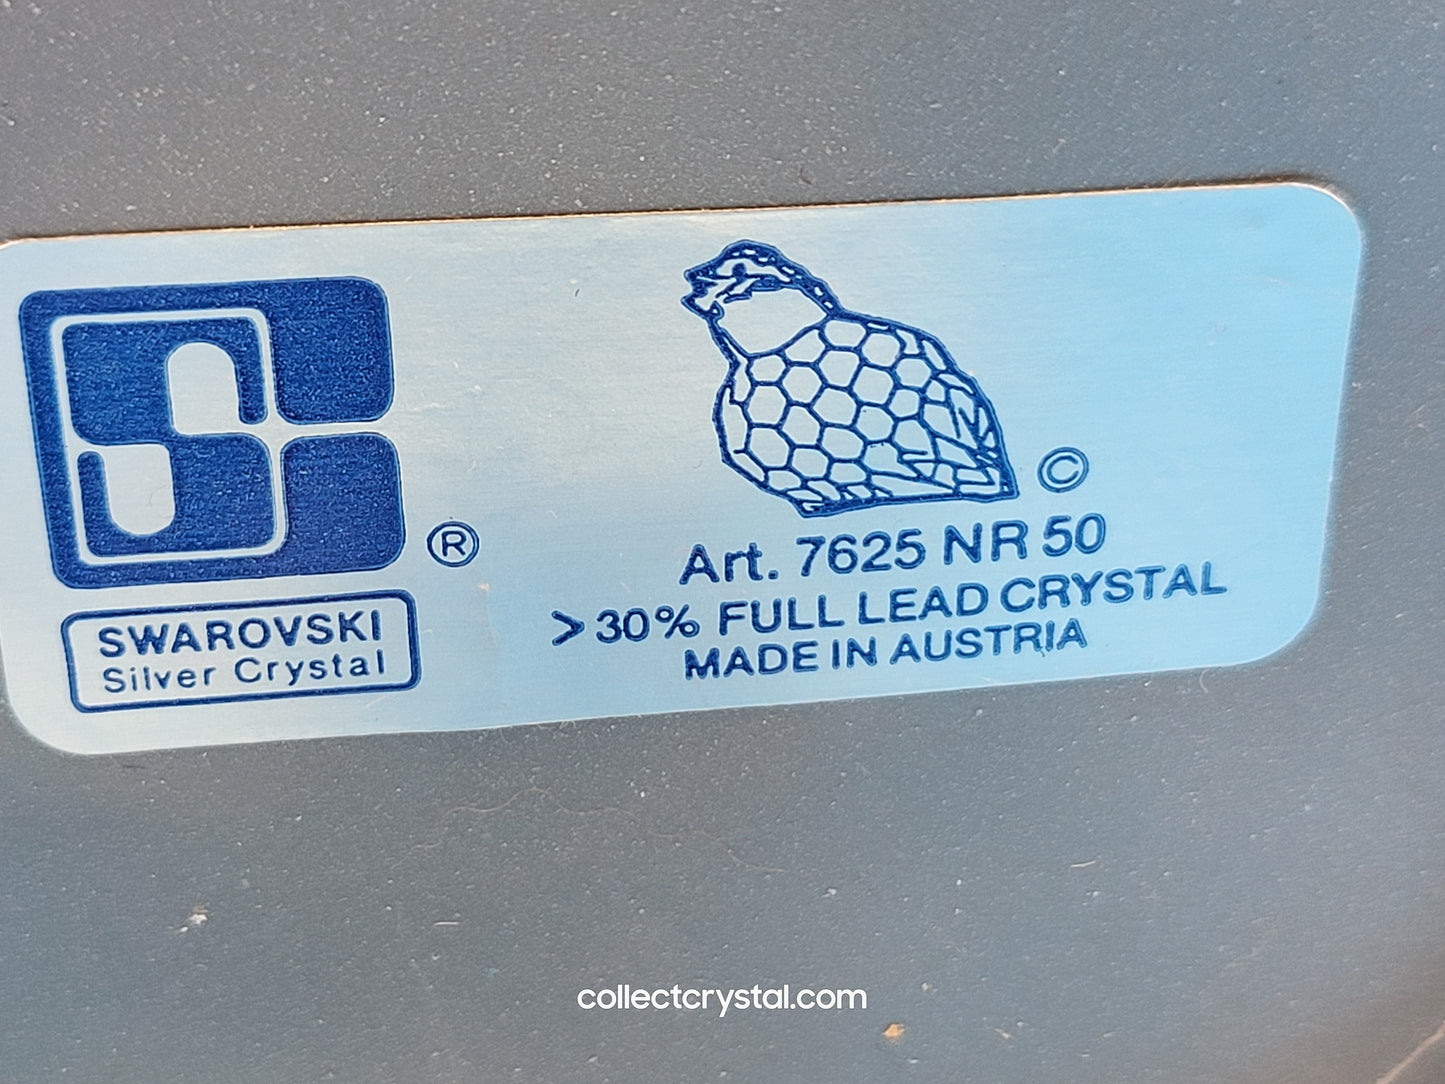 ®
SWAROVSKI
Silver Crystal
©
Art. 7625 NR 50
>30% FULL LEAD CRYSTAL
MADE IN AUSTRIA
collectcrystal.com